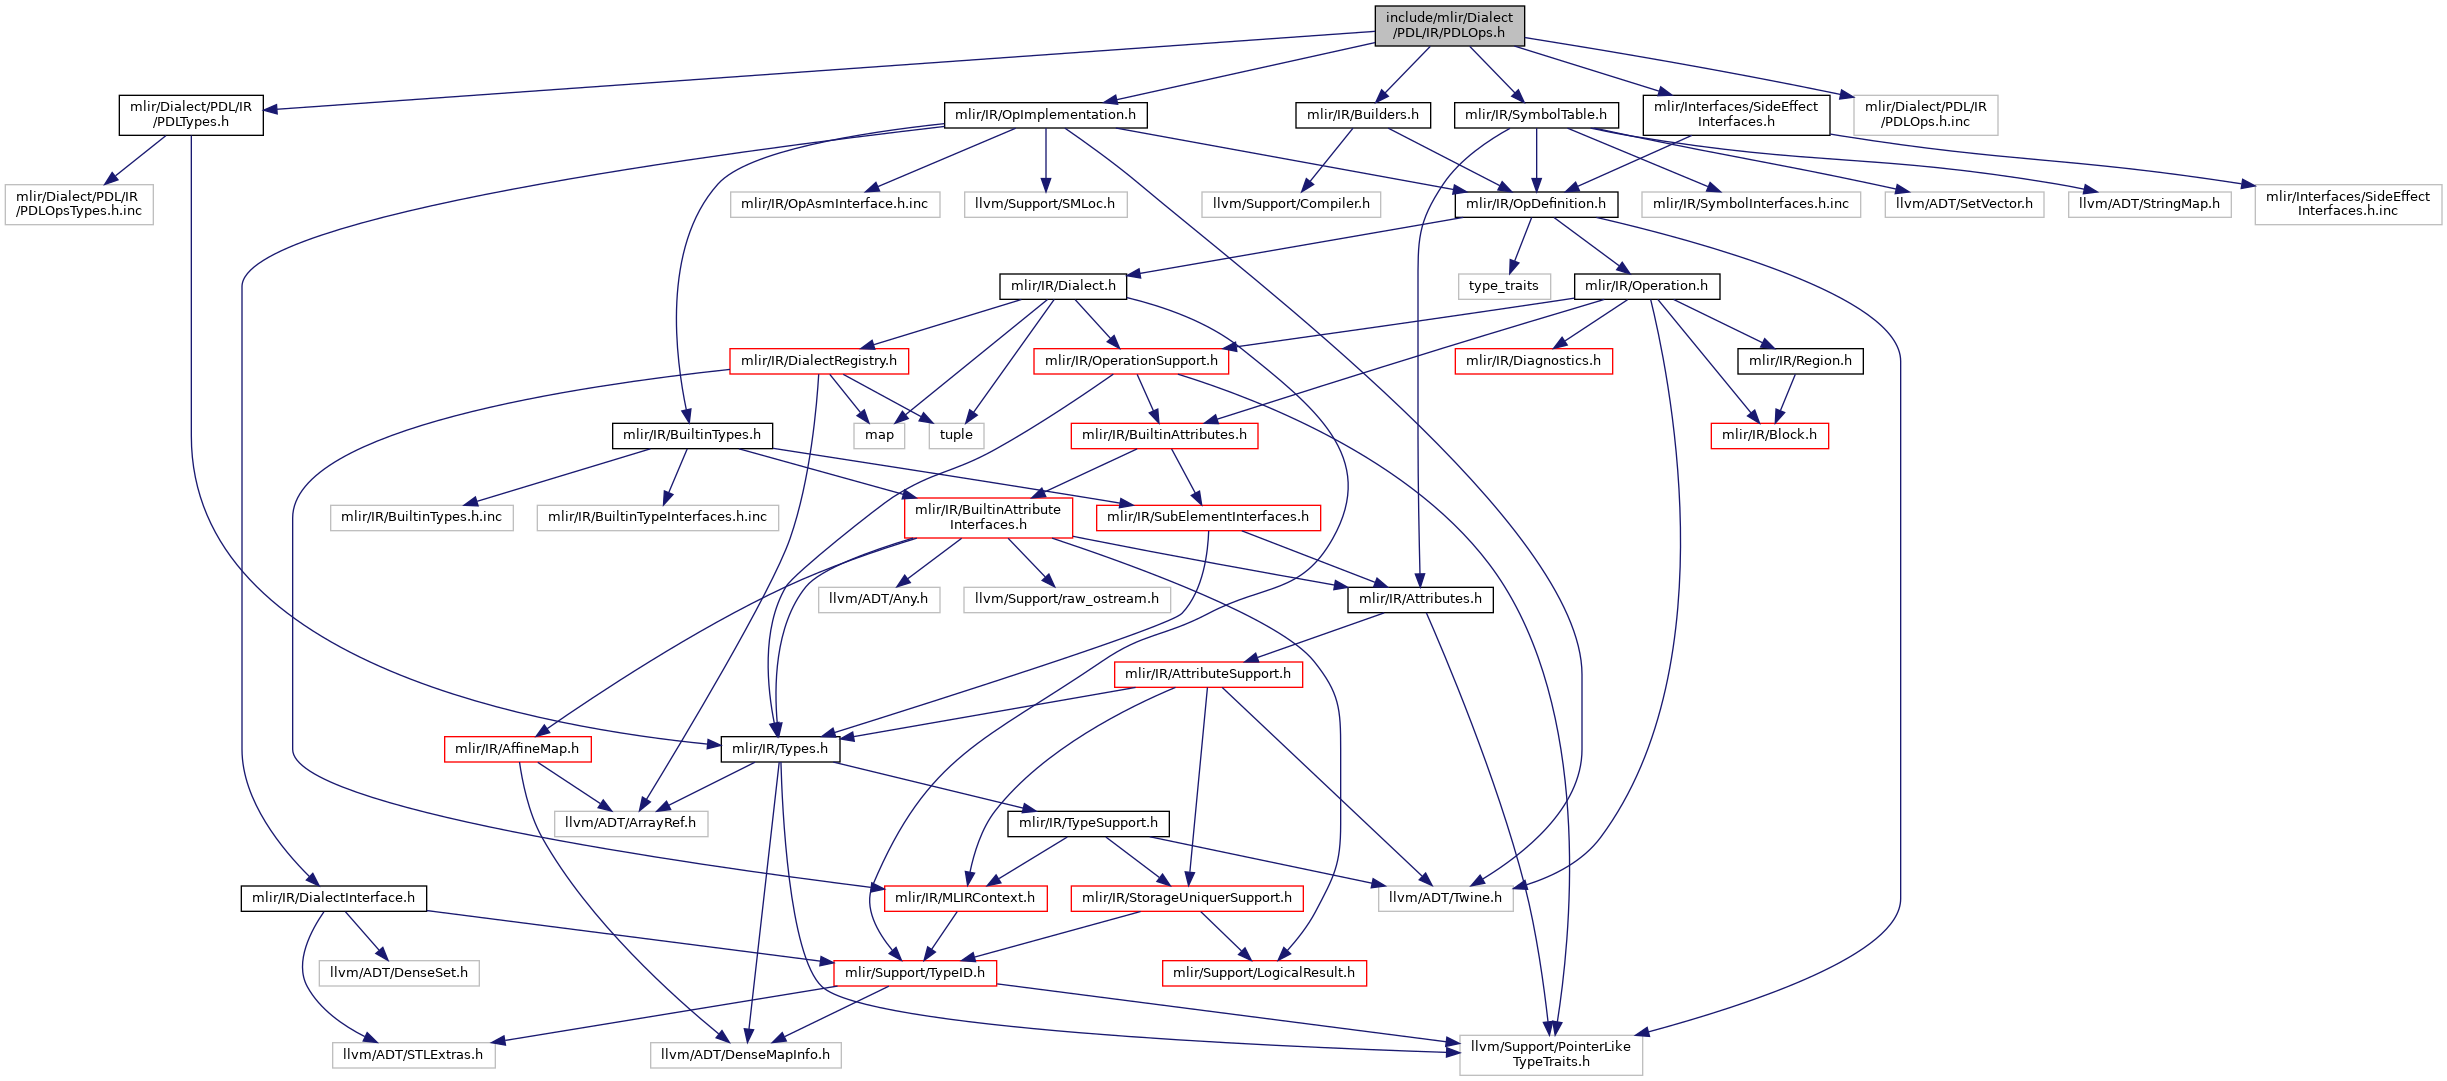 include/mlir/Dialect
/PDL/IR/PDLOps.h
mlir/Dialect/PDL/IR
/PDLTypes.h
mlir/IR/OpImplementation.h
mlir/IR/Builders.h
mlir/IR/SymbolTable.h
mlir/Interfaces/SideEffect
Interfaces.h
mlir/Dialect/PDL/IR
/PDLOps.h.inc
mlir/Dialect/PDL/IR
/PDLOpsTypes.h.inc
mlir/IR/OpAsmInterface.h.inc
llvm/Support/SMLoc.h
llvm/Support/Compiler.h
mlir/IR/OpDefinition.h
mlir/IR/SymbolInterfaces.h.inc
llvm/ADT/SetVector.h
llvm/ADT/StringMap.h
mlir/Interfaces/SideEffect
Interfaces.h.inc
mlir/IR/Dialect.h
type_traits
mlir/IR/Operation.h
mlir/IR/DialectRegistry.h
mlir/IR/OperationSupport.h
mlir/IR/Diagnostics.h
mlir/IR/Region.h
mlir/IR/BuiltinTypes.h
map
tuple
mlir/IR/BuiltinAttributes.h
mlir/IR/Block.h
mlir/IR/BuiltinTypes.h.inc
mlir/IR/BuiltinTypeInterfaces.h.inc
mlir/IR/BuiltinAttribute
Interfaces.h
mlir/IR/SubElementInterfaces.h
llvm/ADT/Any.h
llvm/Support/raw_ostream.h
mlir/IR/Attributes.h
mlir/IR/AttributeSupport.h
mlir/IR/AffineMap.h
mlir/IR/Types.h
llvm/ADT/ArrayRef.h
mlir/IR/TypeSupport.h
mlir/IR/DialectInterface.h
mlir/IR/MLIRContext.h
mlir/IR/StorageUniquerSupport.h
llvm/ADT/Twine.h
llvm/ADT/DenseSet.h
mlir/Support/TypeID.h
mlir/Support/LogicalResult.h
llvm/ADT/STLExtras.h
llvm/ADT/DenseMapInfo.h
llvm/Support/PointerLike
TypeTraits.h